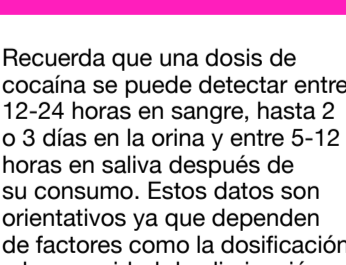 Recuerda que una dosis de
cocaína se puede detectar entre
12-24 horas en sangre, hasta 2
o 3 días en la orina y entre 5-12
horas en saliva después de
su consumo. Estos datos son
orientativos ya que dependen
de factores como la dosificación